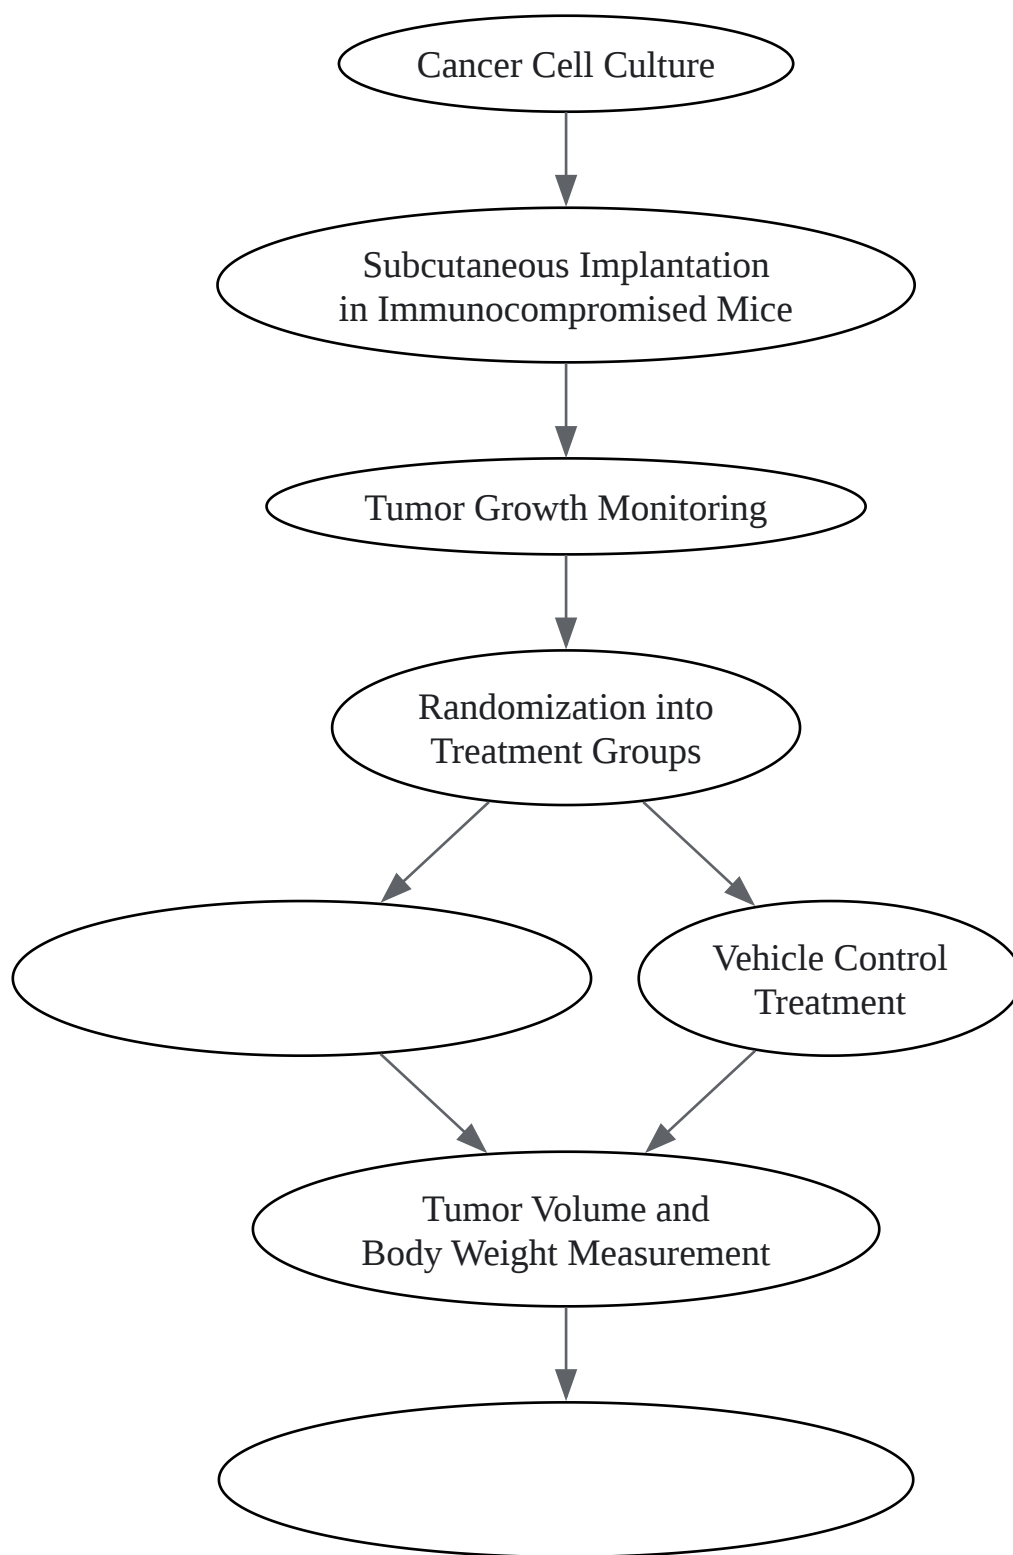 Cancer Cell Culture
Subcutaneous Implantation
in Immunocompromised Mice
Tumor Growth Monitoring
Randomization into
Treatment Groups
Vehicle Control
Treatment
Tumor Volume and
Body Weight Measurement